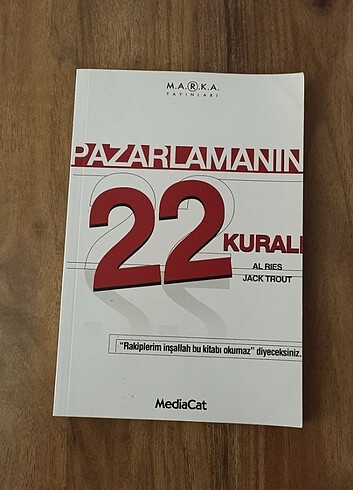 M.A.R.K.A.
YAYINLARI
PAZARLAMANIN
22
KURALI
AL RIES
JACK TROUT
"Rakiplerim inşallah bu kitabı okumaz" diyeceksiniz.
MediaCat